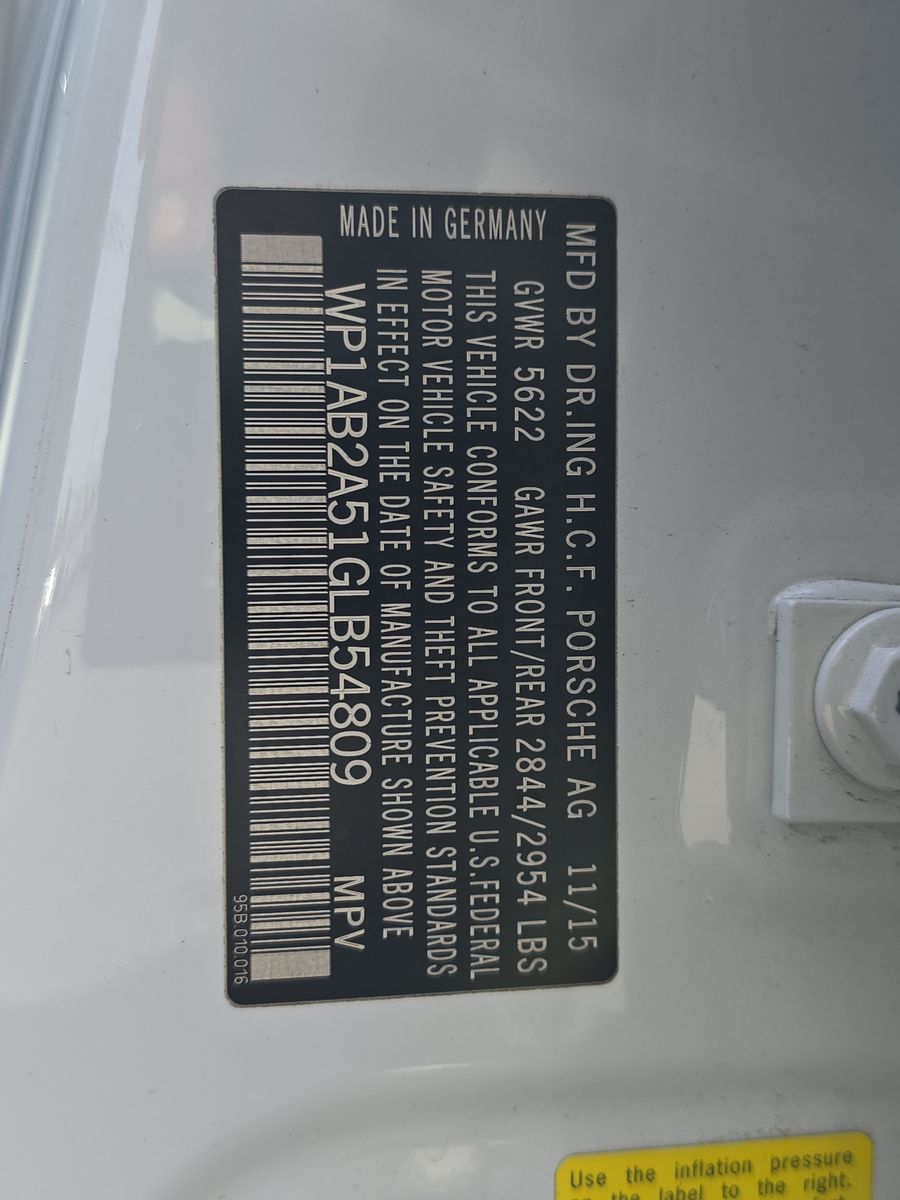 MFD BY DR.ING H.C.F. PORSCHE AG 11/15
GVWR 5622 GAWR FRONT/REAR 2844/2954 LBS
THIS VEHICLE CONFORMS TO ALL APPLICABLE U.S.FEDERAL
MOTOR VEHICLE SAFETY AND THEFT PREVENTION STANDARDS
IN EFFECT ON THE DATE OF MANUFACTURE SHOWN ABOVE
MADE IN GERMANY
WP1AB2A51GLB54809 MPV
95B.010.016
Use the inflation pressure
on the label to the right.